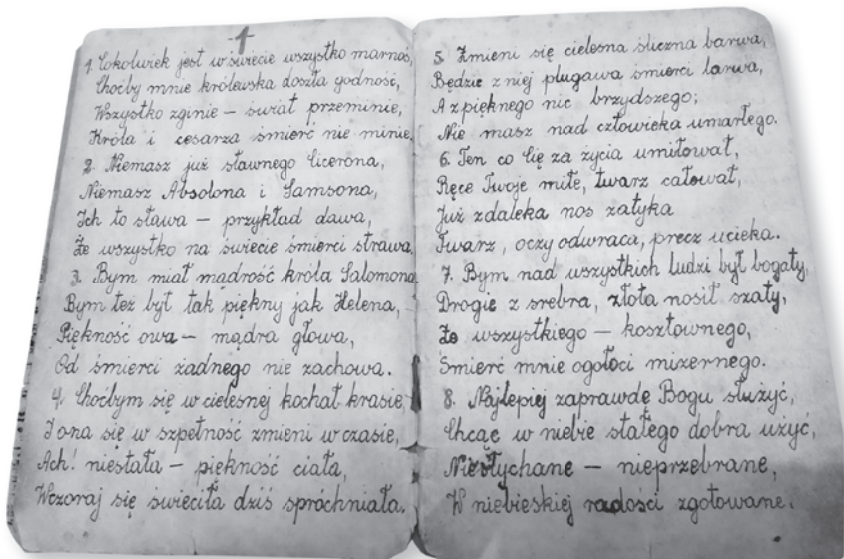 1
1. Cokolwiek jest w świecie wszystko marnoś,
Choćby mnie królewska doszła godność,
Wszystko zginie – świat przeminie,
Króla i cesarza śmierć nie minie.
2. Niemasz już sławnego Cicerona,
Niemasz Absolona i Samsona,
Ich to sława – przykład dawa,
Że wszystko na świecie śmierci strawa.
3. Bym miał mądrość króla Salomona
Bym też był tak piękny jak Helena,
Piękność owa – mądra głowa,
Od śmierci żadnego nie zachowa.
4. Choćbym się w cielesnej kochał krasie
I ona się w szpetność zmieni w czasie,
Ach! niestała – piękność ciała,
Wczoraj się świeciła dziś spróchniała.
5. Zmieni się cielesna śliczna barwa,
Będzie z niej plugawa śmierci larwa,
A z pięknego nic brzydszego;
Nie masz nad człowieka umarłego.
6. Ten co Cię za życia umiłował,
Ręce Twoje miłe, twarz całował,
Już zdaleka nos zatyka
Twarz, oczy odwraca, precz ucieka.
7. Bym nad wszystkich ludzi był bogaty,
Drogie z srebra, złota nosił szaty,
Ze wszystkiego – kosztownego,
Śmierć mnie ogołoci mizernego.
8. Najlepiej zaprawdę Bogu służyć,
Chcąc w niebie stałego dobra użyć,
Niesłychane – nieprzebrane,
W niebieskiej radości zgotowane.